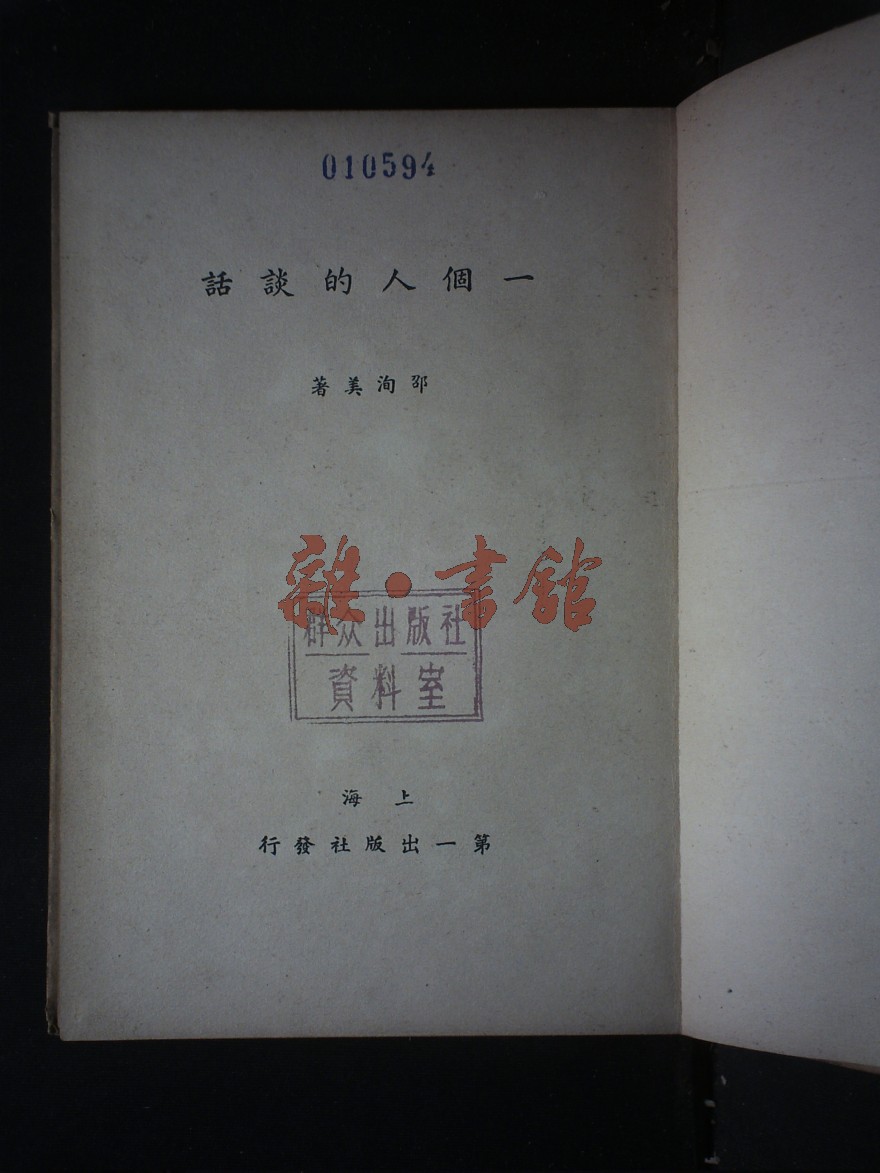 010594
一個人的談話
邵洵美著
雜·書館
群众出版社
資料室
上海
第一出版社發行